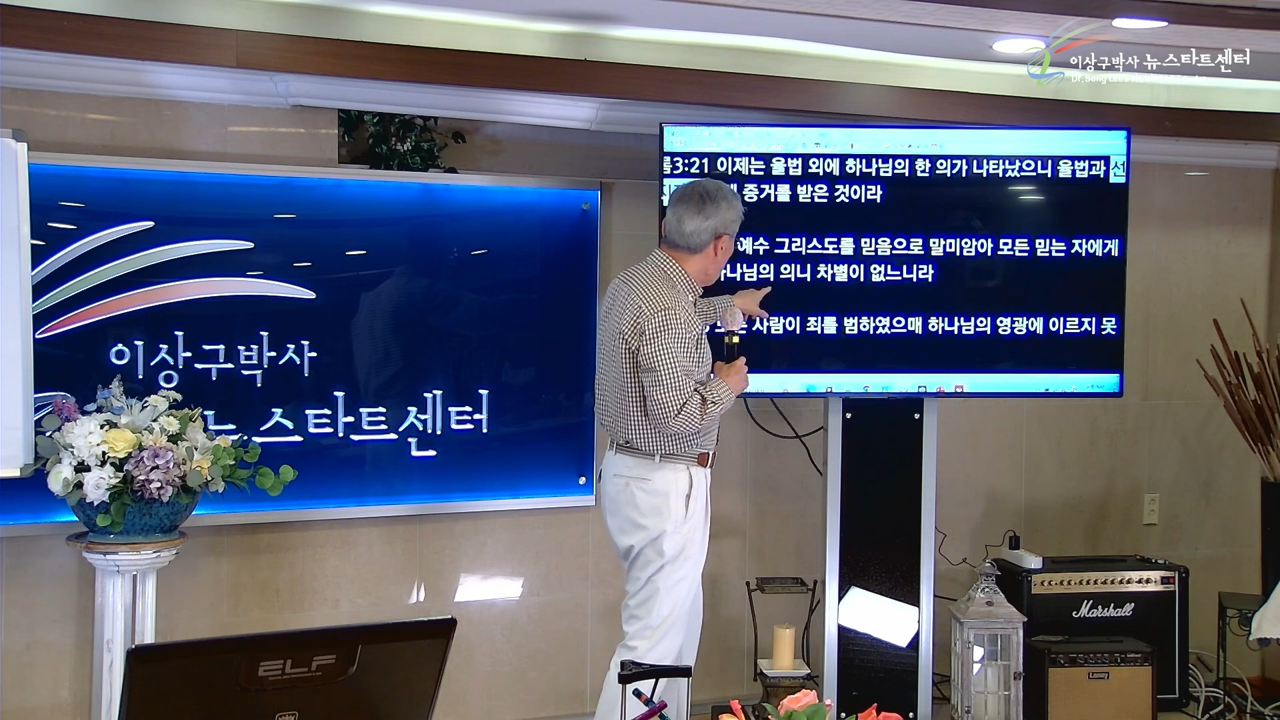 이상구박사 뉴스타트센터
롬3:21 이제는 율법 외에 하나님의 한 의가 나타났으니 율법과 선
증거를 받은 것이라
예수 그리스도를 믿음으로 말미암아 모든 믿는 자에게
하나님의 의니 차별이 없느니라
사람이 죄를 범하였으매 하나님의 영광에 이르지 못
이상구박사
뉴스타트센터
ELF
Marshall
Laney